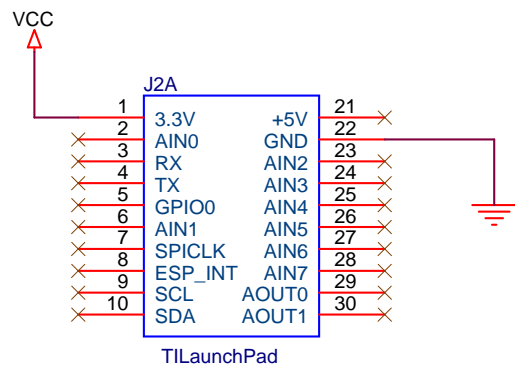 VCC
J2A
1 3.3V +5V 21
2 AIN0 GND 22
3 RX AIN2 23
4 TX AIN3 24
5 GPIO0 AIN4 25
6 AIN1 AIN5 26
7 SPICLK AIN6 27
8 ESP_INT AIN7 28
9 SCL AOUT0 29
10 SDA AOUT1 30
TILaunchPad